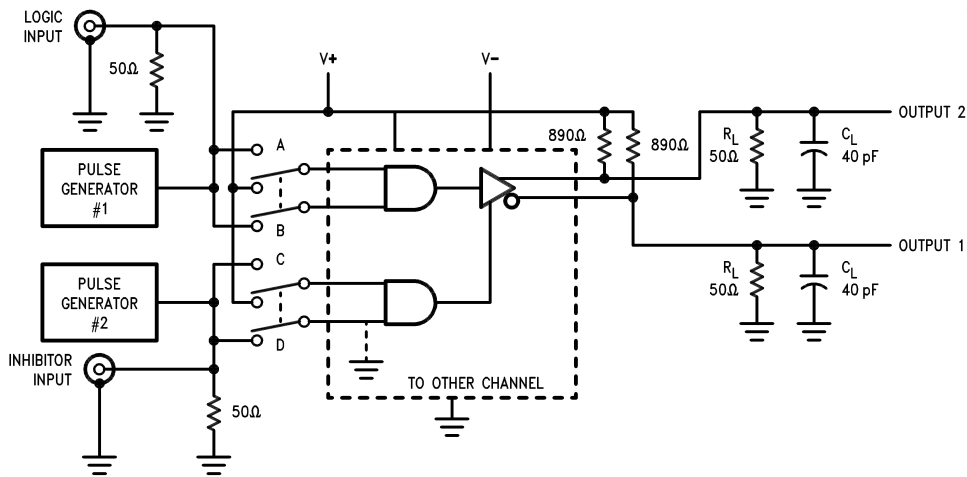 LOGIC
INPUT
50Ω
V+
V−
OUTPUT 2
A
890Ω
890Ω
R_L
50Ω
C_L
40 pF
PULSE
GENERATOR
#1
B
C
OUTPUT 1
PULSE
GENERATOR
#2
R_L
50Ω
C_L
40 pF
D
INHIBITOR
INPUT
TO OTHER CHANNEL
50Ω